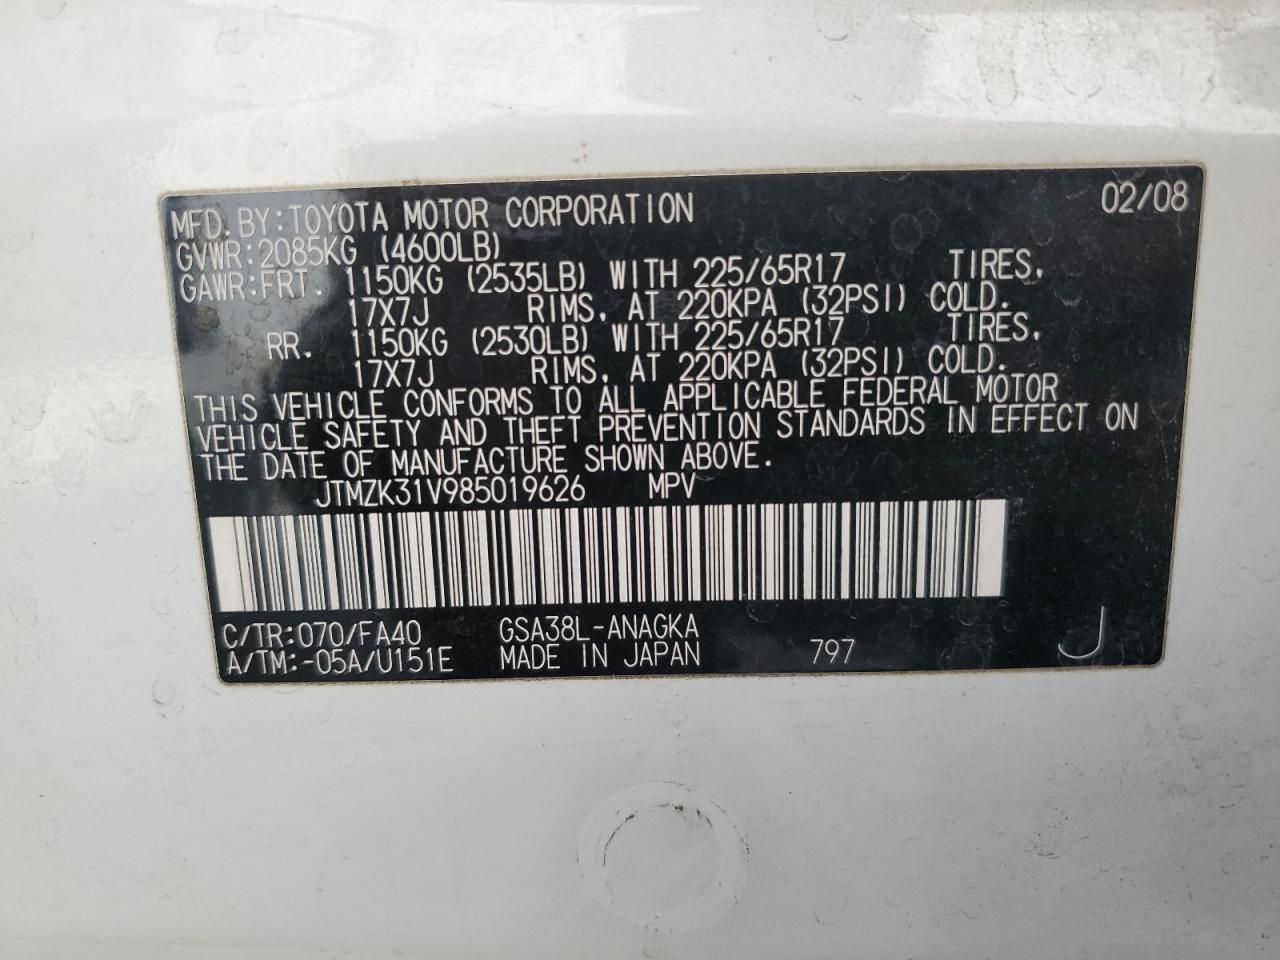 MFD. BY: TOYOTA MOTOR CORPORATION 02/08
GVWR: 2085KG (4600LB)
GAWR: FRT. 1150KG (2535LB) WITH 225/65R17 TIRES,
17X7J RIMS, AT 220KPA (32PSI) COLD.
RR. 1150KG (2530LB) WITH 225/65R17 TIRES,
17X7J RIMS, AT 220KPA (32PSI) COLD.
THIS VEHICLE CONFORMS TO ALL APPLICABLE FEDERAL MOTOR
VEHICLE SAFETY AND THEFT PREVENTION STANDARDS IN EFFECT ON
THE DATE OF MANUFACTURE SHOWN ABOVE.
JTMZK31V985019626 MPV
C/TR: 070/FA40 GSA38L-ANAGKA
A/TM: -05A/U151E MADE IN JAPAN 797 J